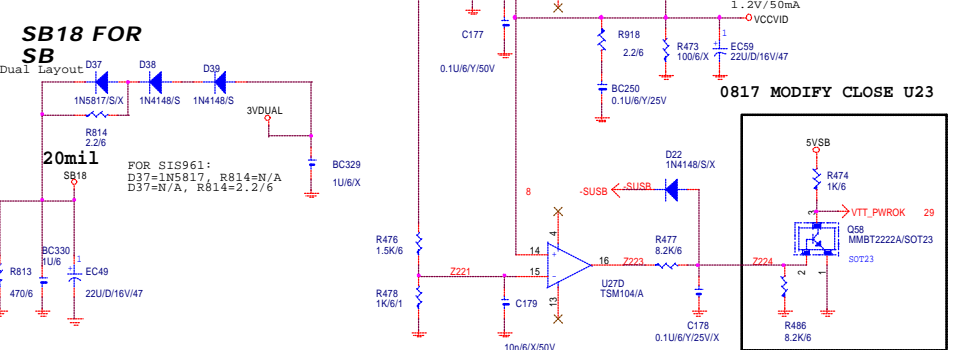 SB18 FOR
SB
Dual Layout
D37
D38
D39
1N5817/S/X
1N4148/S
1N4148/S
R814
2.2/6
3VDUAL
20mil
SB18
FOR SIS961:
D37=1N5817, R814=N/A
D37=N/A, R814=2.2/6
BC329
1U/6/X
BC330
1U/6
1
+
EC49
22U/D/16V/47
R813
470/6
C177
0.1U/6/Y/50V
1.2V/50mA
VCCVID
R918
2.2/6
R473
100/6/X
1
+
EC59
22U/D/16V/47
BC250
0.1U/6/Y/25V
0817 MODIFY CLOSE U23
D22
1N4148/S/X
-SUSB
-SUSB
8
R476
1.5K/6
R478
1K/6/1
Z221
C179
10n/6/X/50V
14
15
+
-
4
13
16
U27D
TSM104/A
Z223
R477
8.2K/6
C178
0.1U/6/Y/25V/X
Z224
5VSB
R474
1K/6
VTT_PWROK 29
3
Q58
MMBT2222A/SOT23
SOT23
2
1
R486
8.2K/6